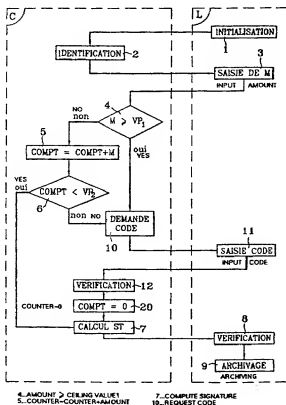 C
L
INITIALISATION
1
IDENTIFICATION
2
3
SAISIE DE M
INPUT AMOUNT
4
NO
non
M ⩾ VP1
5
oui
YES
COMPT = COMPT+M
YES
oui
COMPT < VP2
6
non NO
DEMANDE
CODE
10
11
SAISIE CODE
INPUT CODE
VERIFICATION
12
COMPT = 0
20
COUNTER=0
8
CALCUL ST
7
VERIFICATION
9
ARCHIVAGE
ARCHIVING
4...AMOUNT ⩾ CEILING VALUE1
7...COMPUTE SIGNATURE
5...COUNTER=COUNTER+AMOUNT
10...REQUEST CODE